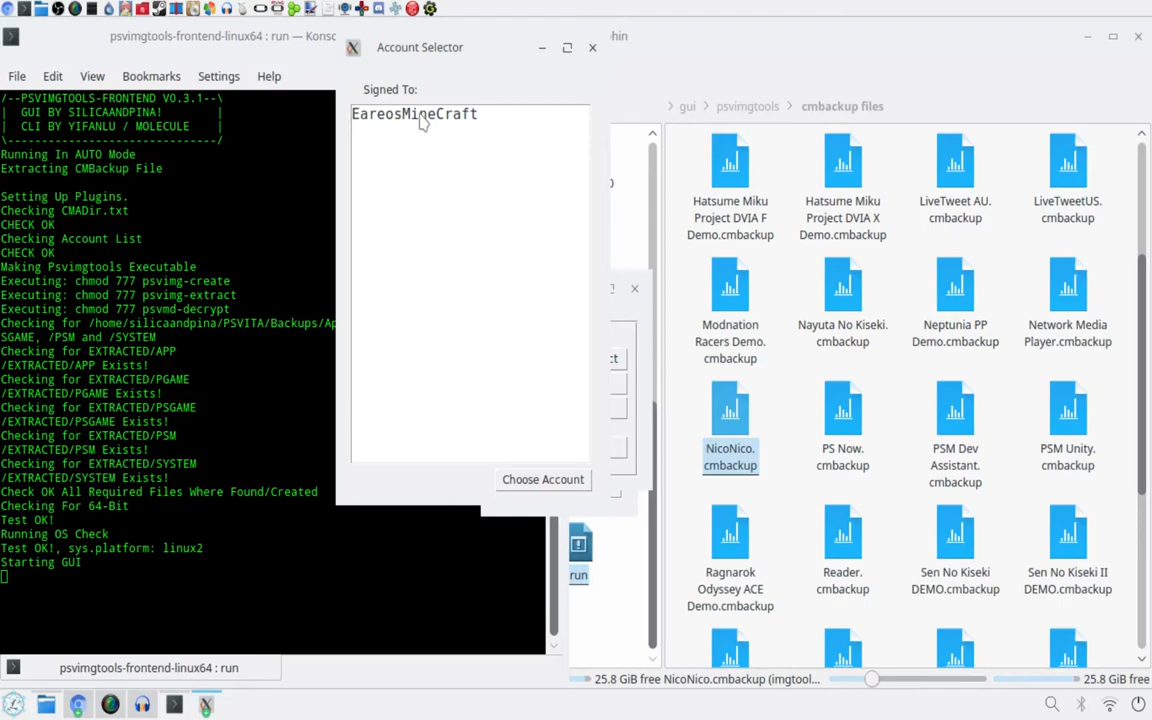 psvimgtools-frontend-linux64 : run — Konsc
File Edit View Bookmarks Settings Help
/--PSVIMGTOOLS-FRONTEND V0.3.1--\
| GUI BY SILICAANDPINA! |
| CLI BY YIFANLU / MOLECULE |
\------------------------------/
Running In AUTO Mode
Extracting CMBackup File
Setting Up Plugins.
Checking CMADir.txt
CHECK OK
Checking Account List
CHECK OK
Making Psvimgtools Executable
Executing: chmod 777 psvimg-create
Executing: chmod 777 psvimg-extract
Executing: chmod 777 psvmd-decrypt
Checking for /home/silicaandpina/PSVITA/Backups/Ap
SGAME, /PSM and /SYSTEM
Checking for EXTRACTED/APP
/EXTRACTED/APP Exists!
Checking for EXTRACTED/PGAME
/EXTRACTED/PGAME Exists!
Checking for EXTRACTED/PSGAME
/EXTRACTED/PSGAME Exists!
Checking for EXTRACTED/PSM
/EXTRACTED/PSM Exists!
Checking for EXTRACTED/SYSTEM
/EXTRACTED/SYSTEM Exists!
Check OK All Required Files Where Found/Created
Checking For 64-Bit
Test OK!
Running OS Check
Test OK!, sys.platform: linux2
Starting GUI
psvimgtools-frontend-linux64 : run
Account Selector
Signed To:
EareosMineCraft
Choose Account
ct
run
hin
gui > psvimgtools > cmbackup files
Hatsume Miku
Project DVIA F
Demo.cmbackup
Hatsume Miku
Project DVIA X
Demo.cmbackup
LiveTweet AU.
cmbackup
LiveTweetUS.
cmbackup
Modnation
Racers Demo.
cmbackup
Nayuta No Kiseki.
cmbackup
Neptunia PP
Demo.cmbackup
Network Media
Player.cmbackup
NicoNico.
cmbackup
PS Now.
cmbackup
PSM Dev
Assistant.
cmbackup
PSM Unity.
cmbackup
Ragnarok
Odyssey ACE
Demo.cmbackup
Reader.
cmbackup
Sen No Kiseki
DEMO.cmbackup
Sen No Kiseki II
DEMO.cmbackup
25.8 GiB free NicoNico.cmbackup (imgtool... 25.8 GiB free